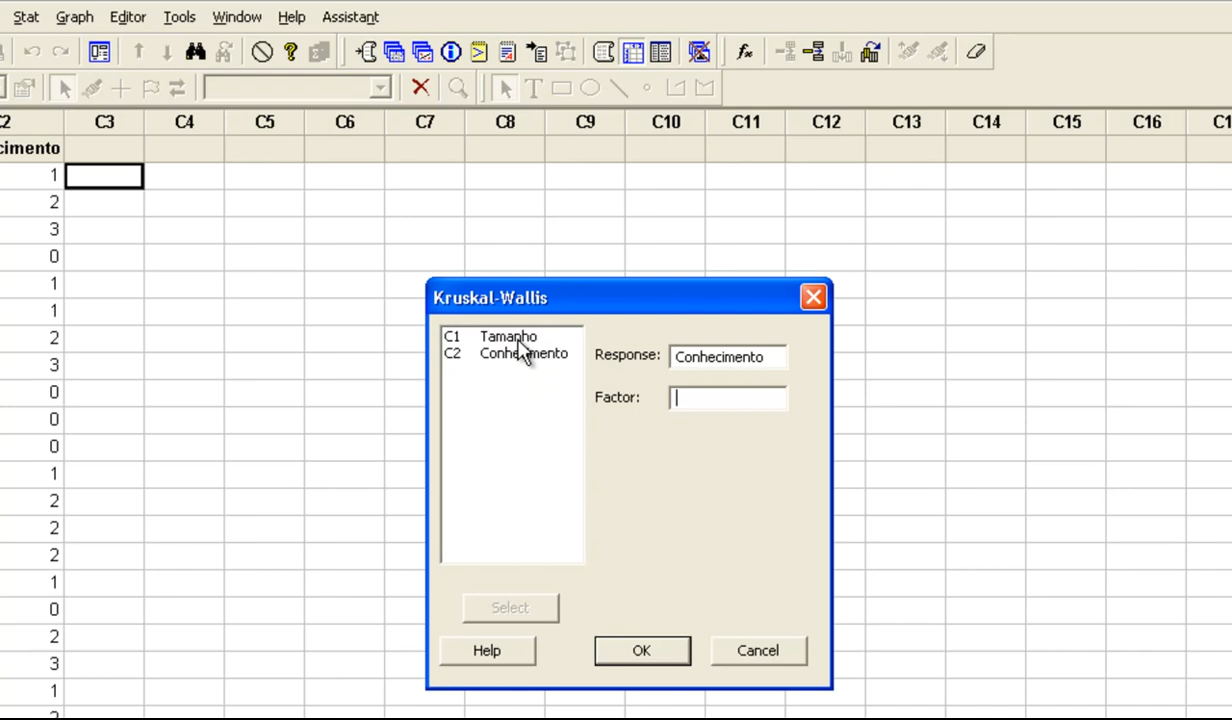 Stat Graph Editor Tools Window Help Assistant
C3 C4 C5 C6 C7 C8 C9 C10 C11 C12 C13 C14 C15 C16
cimento
1
2
3
0
1
1
2
3
0
0
0
1
2
2
2
1
0
2
3
1
Kruskal-Wallis
C1 Tamanho
C2 Conhecimento
Response: Conhecimento
Factor:
Select
Help OK Cancel